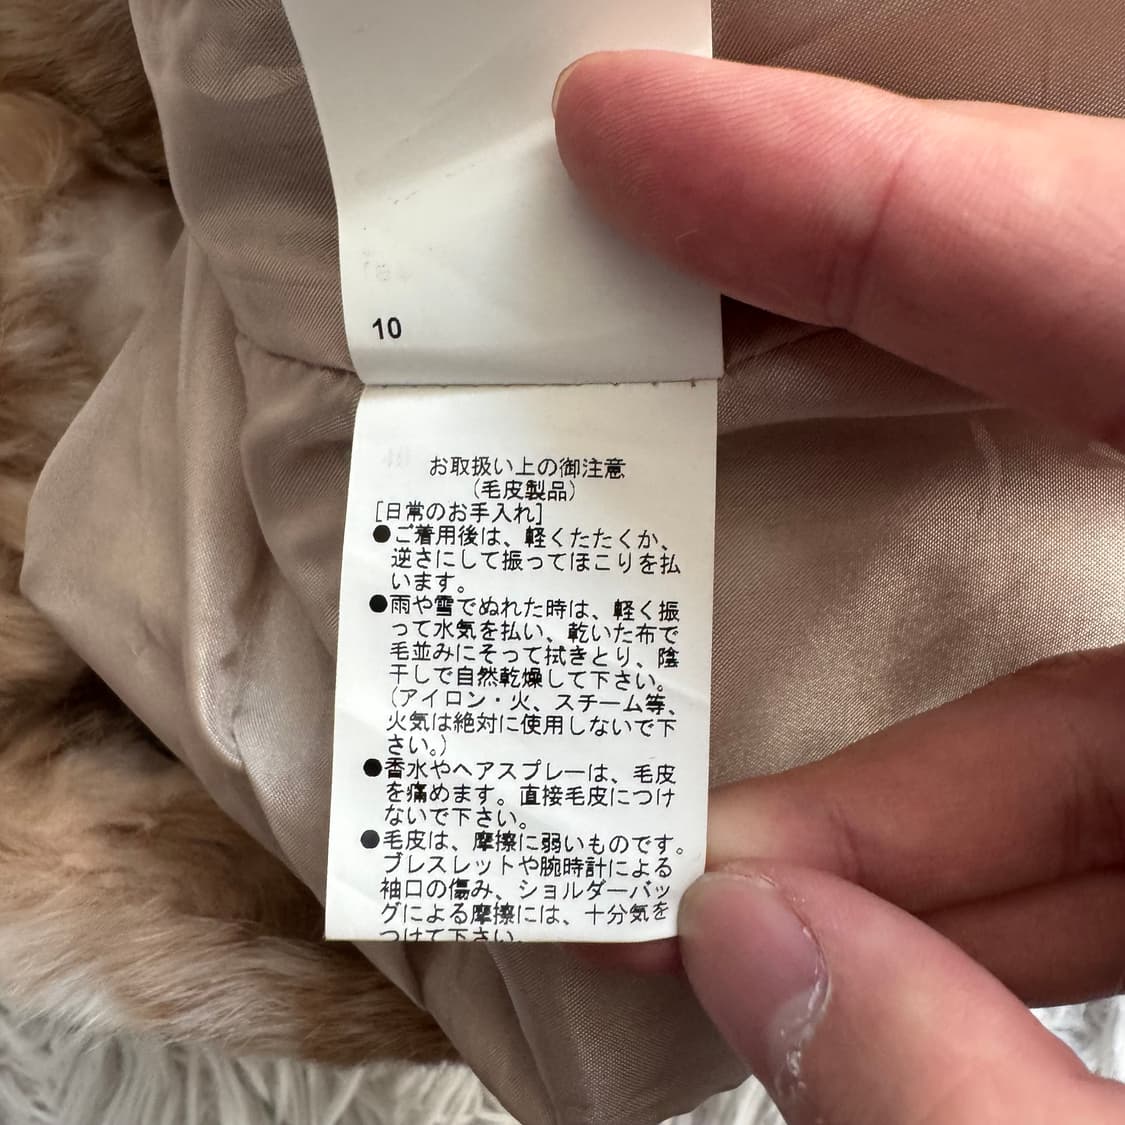 10
お取扱い上の御注意
(毛皮製品)
[日常のお手入れ]
●ご着用後は、軽くたたくか、
逆さにして振ってほこりを払
います。
●雨や雪でぬれた時は、軽く振
って水気を払い、乾いた布で
毛並みにそって拭きとり、陰
干しで自然乾燥して下さい。
(アイロン・火、スチーム等、
火気は絶対に使用しないで下
さい。)
●香水やヘアスプレーは、毛皮
を痛めます。直接毛皮につけ
ないで下さい。
●毛皮は、摩擦に弱いものです。
ブレスレットや腕時計による
袖口の傷み、ショルダーバッ
グによる摩擦には、十分気を
つけて下さい。